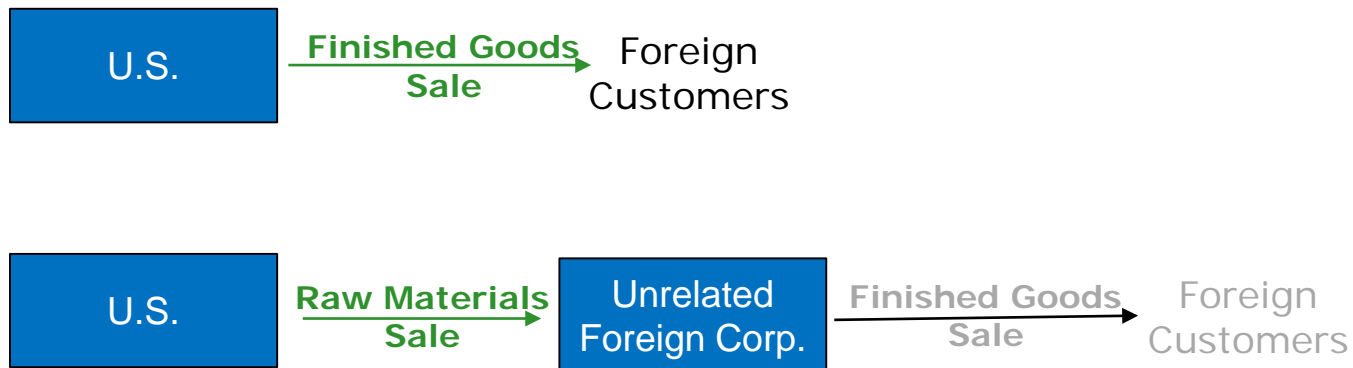 U.S.
Finished Goods
Sale
Foreign
Customers
U.S.
Raw Materials
Sale
Unrelated
Foreign Corp.
Finished Goods
Sale
Foreign
Customers